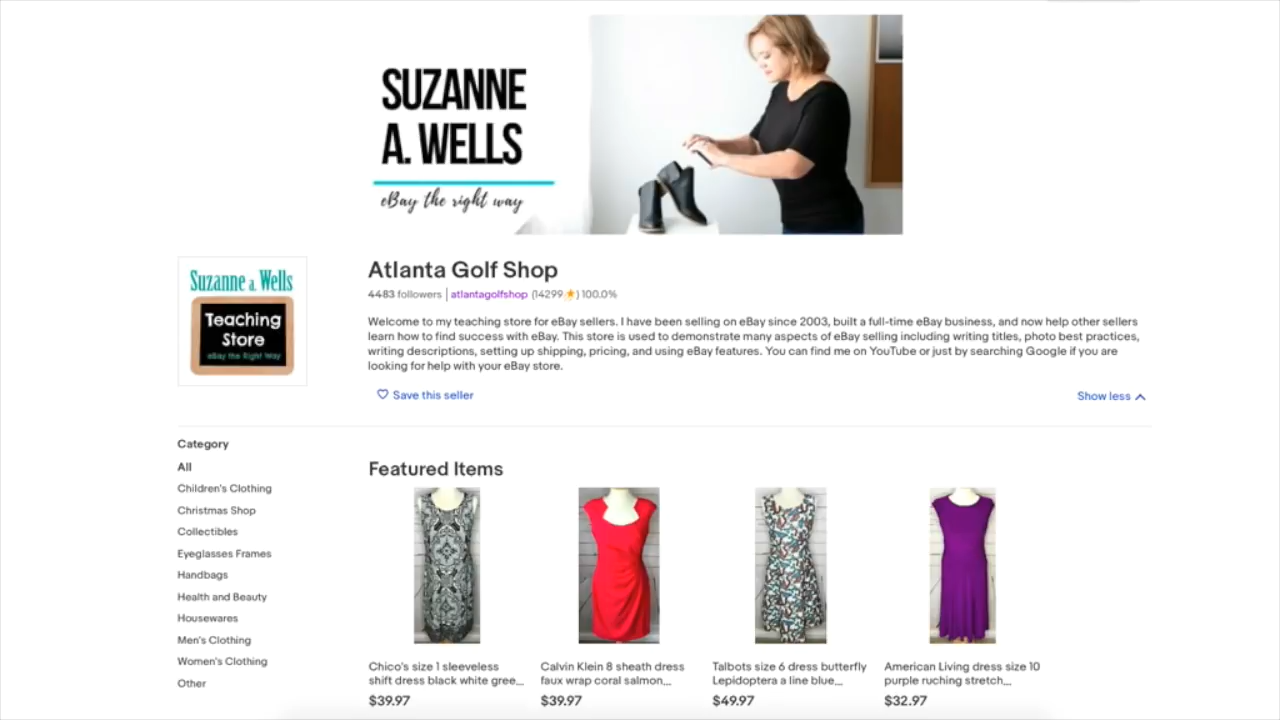 SUZANNE
A. WELLS
eBay the right way
Suzanne a. Wells
Teaching
Store
eBay the Right Way
Atlanta Golf Shop
4483 followers | atlantagolfshop (14299) 100.0%
Welcome to my teaching store for eBay sellers. I have been selling on eBay since 2003, built a full-time eBay business, and now help other sellers
learn how to find success with eBay. This store is used to demonstrate many aspects of eBay selling including writing titles, photo best practices,
writing descriptions, setting up shipping, pricing, and using eBay features. You can find me on YouTube or just by searching Google if you are
looking for help with your eBay store.
Save this seller
Show less
Category
All
Children's Clothing
Christmas Shop
Collectibles
Eyeglasses Frames
Handbags
Health and Beauty
Housewares
Men's Clothing
Women's Clothing
Other
Featured Items
Chico's size 1 sleeveless
shift dress black white gree...
$39.97
Calvin Klein 8 sheath dress
faux wrap coral salmon...
$39.97
Talbots size 6 dress butterfly
Lepidoptera a line blue...
$49.97
American Living dress size 10
purple ruching stretch...
$32.97